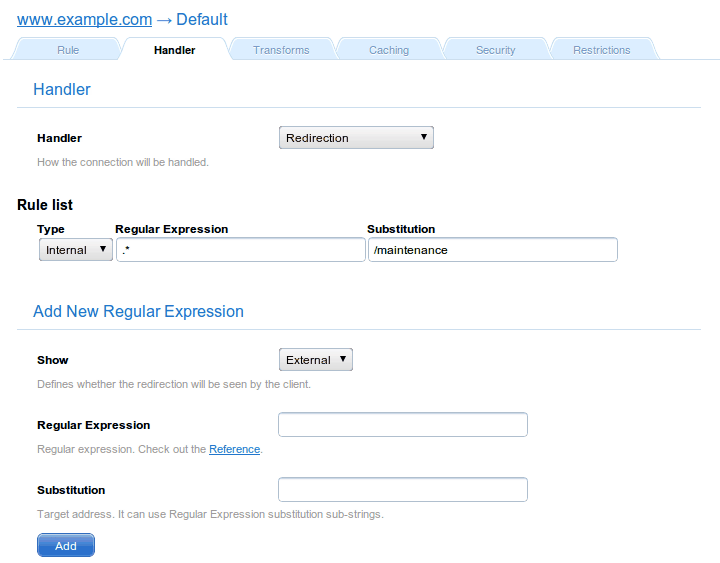 www.example.com → Default
Rule Handler Transforms Caching Security Restrictions
Handler
Handler Redirection
How the connection will be handled.
Rule list
Type Regular Expression Substitution
Internal .* /maintenance
Add New Regular Expression
Show External
Defines whether the redirection will be seen by the client.
Regular Expression
Regular expression. Check out the Reference.
Substitution
Target address. It can use Regular Expression substitution sub-strings.
Add